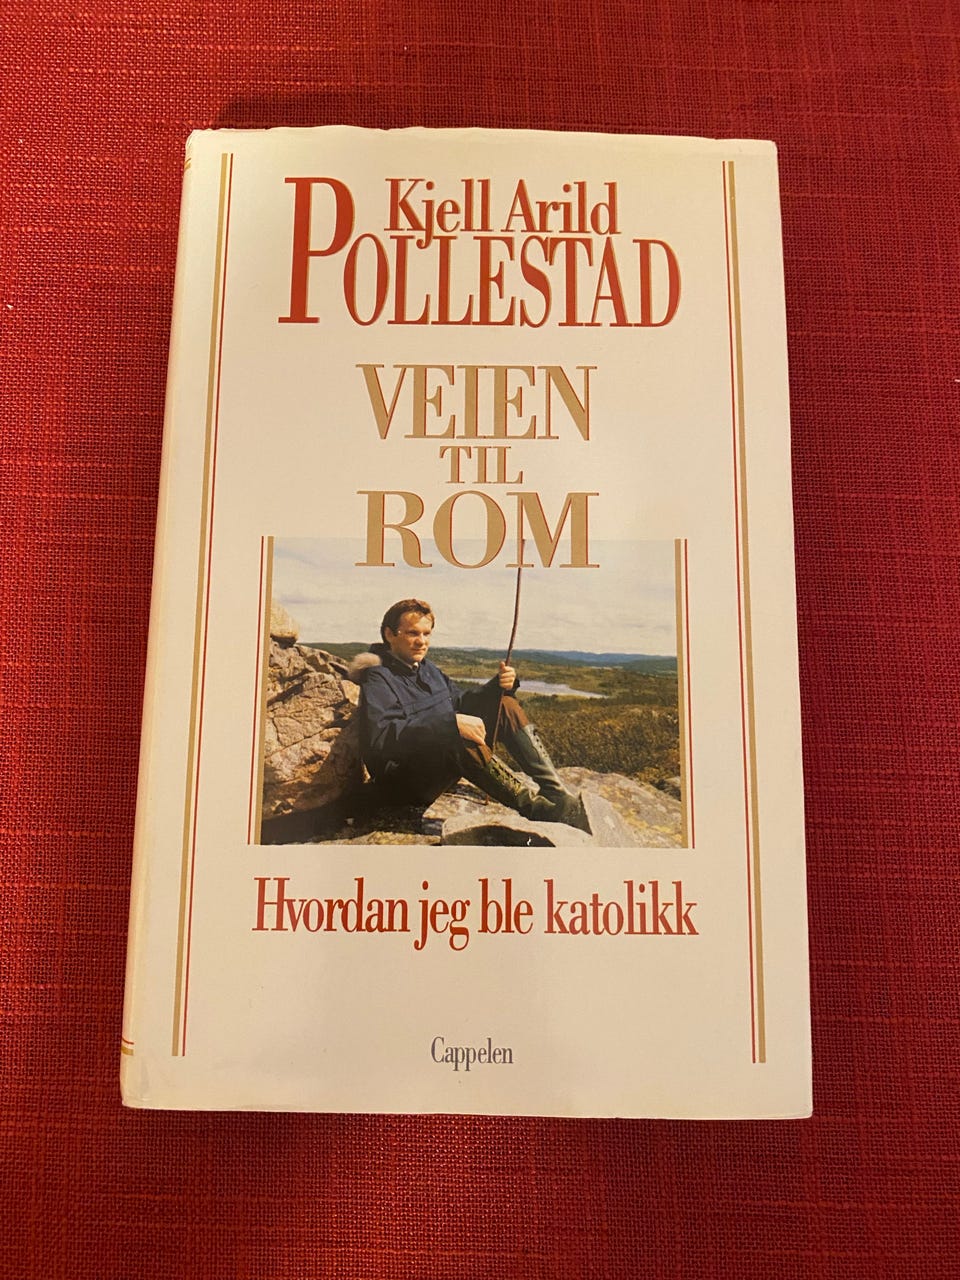 Kjell Arild
POLLESTAD
VEIEN
TIL
ROM
Hvordan jeg ble katolikk
Cappelen